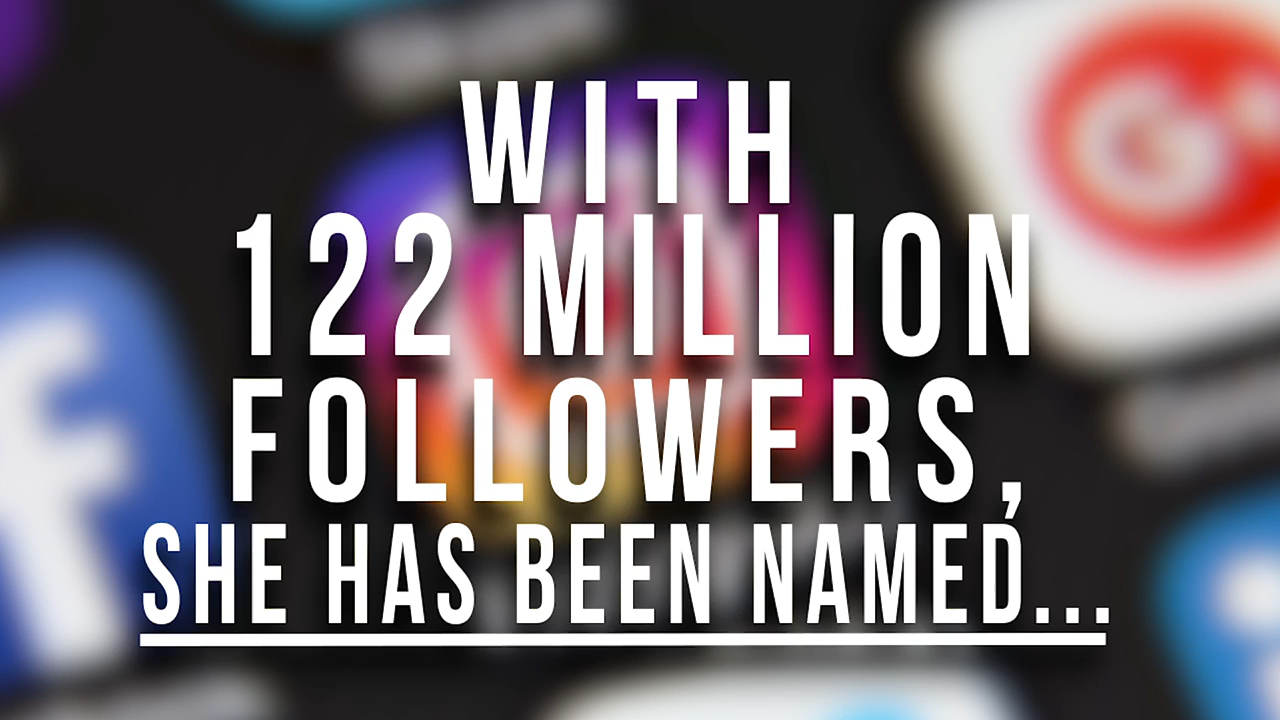 WITH
122 MILLION
FOLLOWERS,
SHE HAS BEEN NAMED...